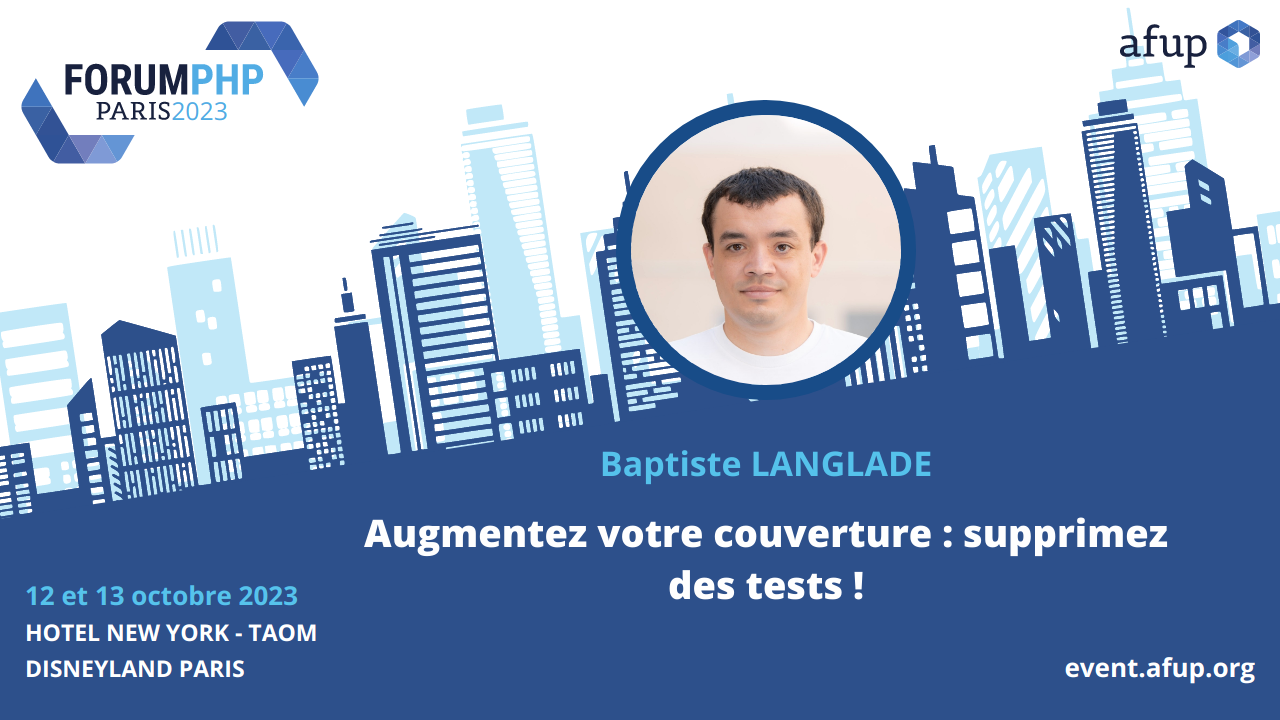 FORUMPHP
PARIS2023
afup
Baptiste LANGLADE
Augmentez votre couverture : supprimez
des tests !
12 et 13 octobre 2023
HOTEL NEW YORK - TAOM
DISNEYLAND PARIS
event.afup.org